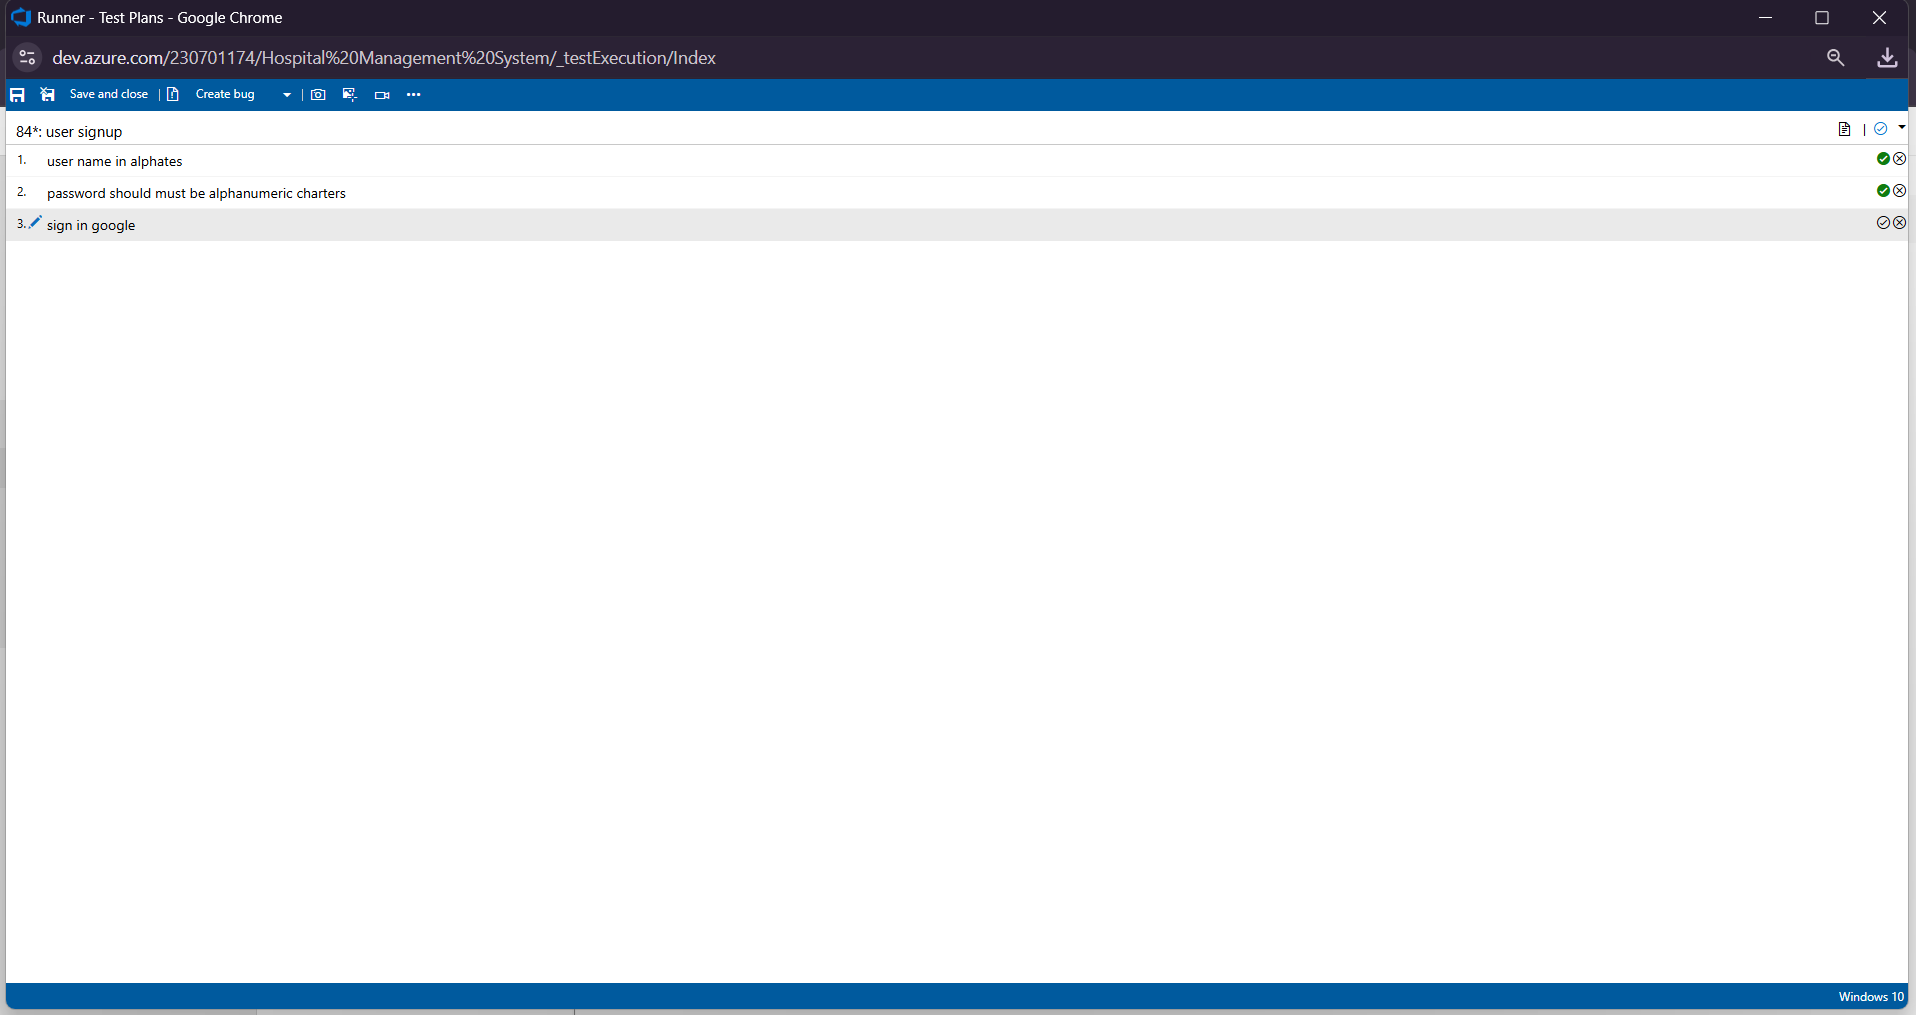 Runner - Test Plans - Google Chrome
dev.azure.com/230701174/Hospital%20Management%20System/_testExecution/Index
Save and close | Create bug |
84*: user signup
1. user name in alphates
2. password should must be alphanumeric charters
3. sign in google
Windows 10